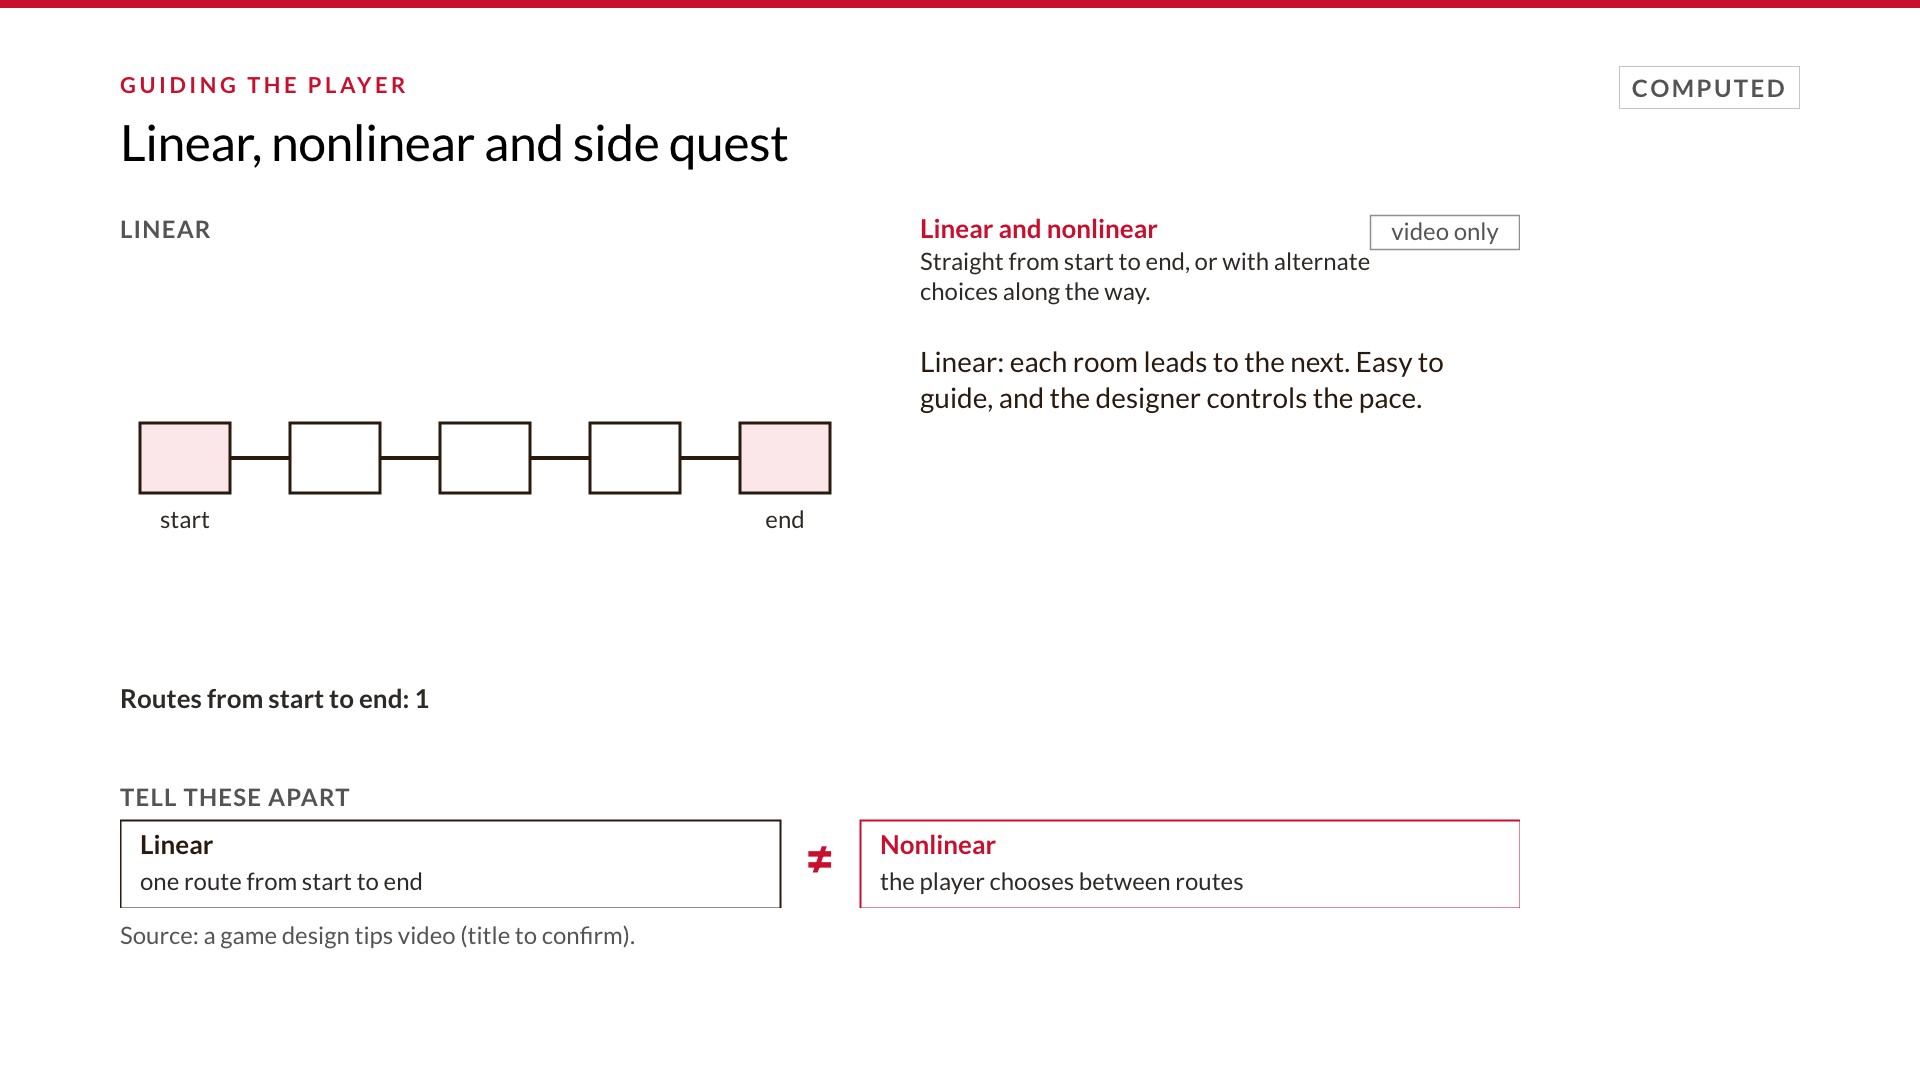 GUIDING THE PLAYER
COMPUTED
Linear, nonlinear and side quest
LINEAR
start
end
Routes from start to end: 1
Linear and nonlinear
video only
Straight from start to end, or with alternate
choices along the way.
Linear: each room leads to the next. Easy to
guide, and the designer controls the pace.
TELL THESE APART
Linear
one route from start to end
≠
Nonlinear
the player chooses between routes
Source: a game design tips video (title to confirm).